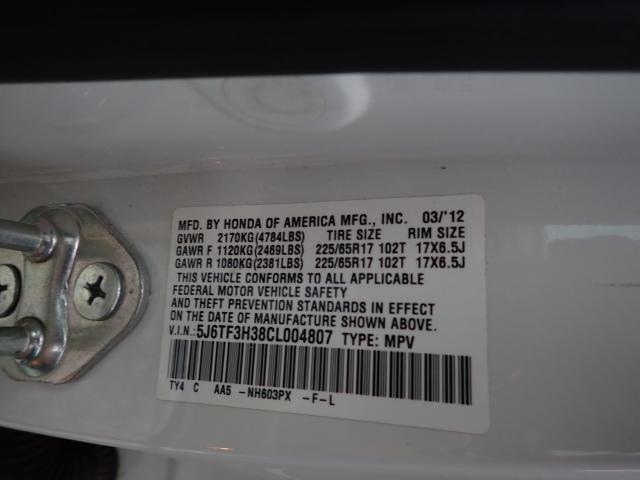 MFD. BY HONDA OF AMERICA MFG., INC. 03/'12
GVWR 2170KG(4784LBS) TIRE SIZE RIM SIZE
GAWR F 1120KG(2469LBS) 225/65R17 102T 17X6.5J
GAWR R 1080KG(2381LBS) 225/65R17 102T 17X6.5J
THIS VEHICLE CONFORMS TO ALL APPLICABLE
FEDERAL MOTOR VEHICLE SAFETY
AND THEFT PREVENTION STANDARDS IN EFFECT
ON THE DATE OF MANUFACTURE SHOWN ABOVE.
V.I.N.:5J6TF3H38CL004807 TYPE: MPV
TY4 C AA5 -NH603PX -F-L